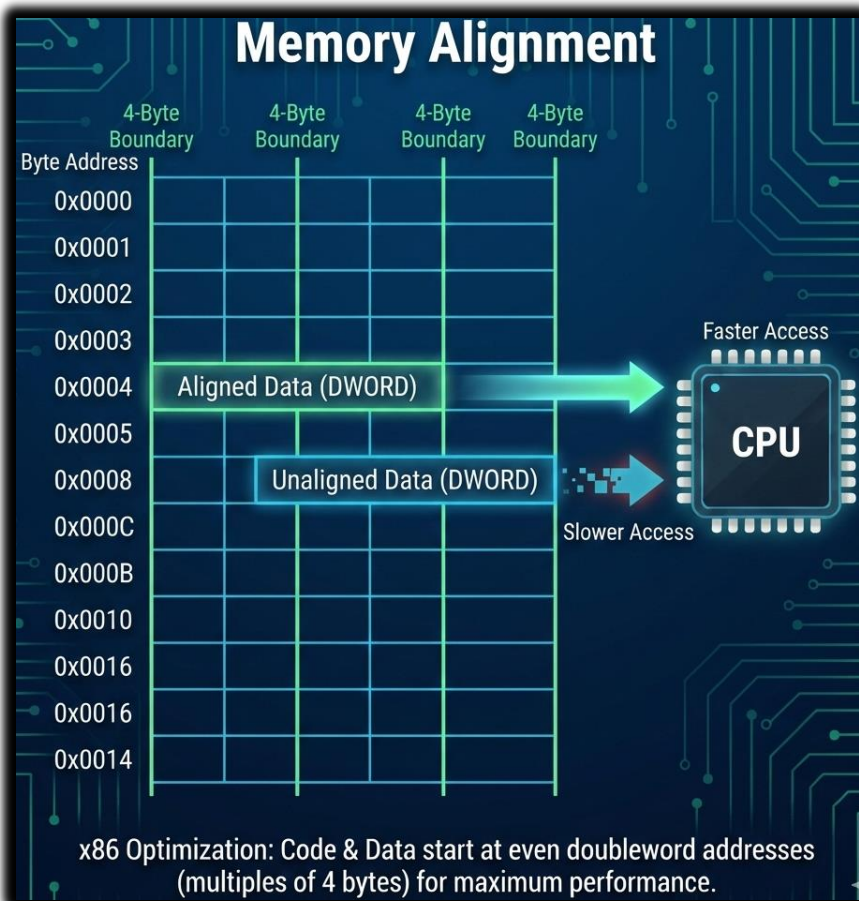 Memory Alignment
4-Byte
Boundary
4-Byte
Boundary
4-Byte
Boundary
4-Byte
Boundary
Byte Address
0x0000
0x0001
0x0002
0x0003
0x0004
0x0005
0x0008
0x000C
0x000B
0x0010
0x0016
0x0016
0x0014
Aligned Data (DWORD)
Unaligned Data (DWORD)
Faster Access
CPU
Slower Access
x86 Optimization: Code & Data start at even doubleword addresses
(multiples of 4 bytes) for maximum performance.